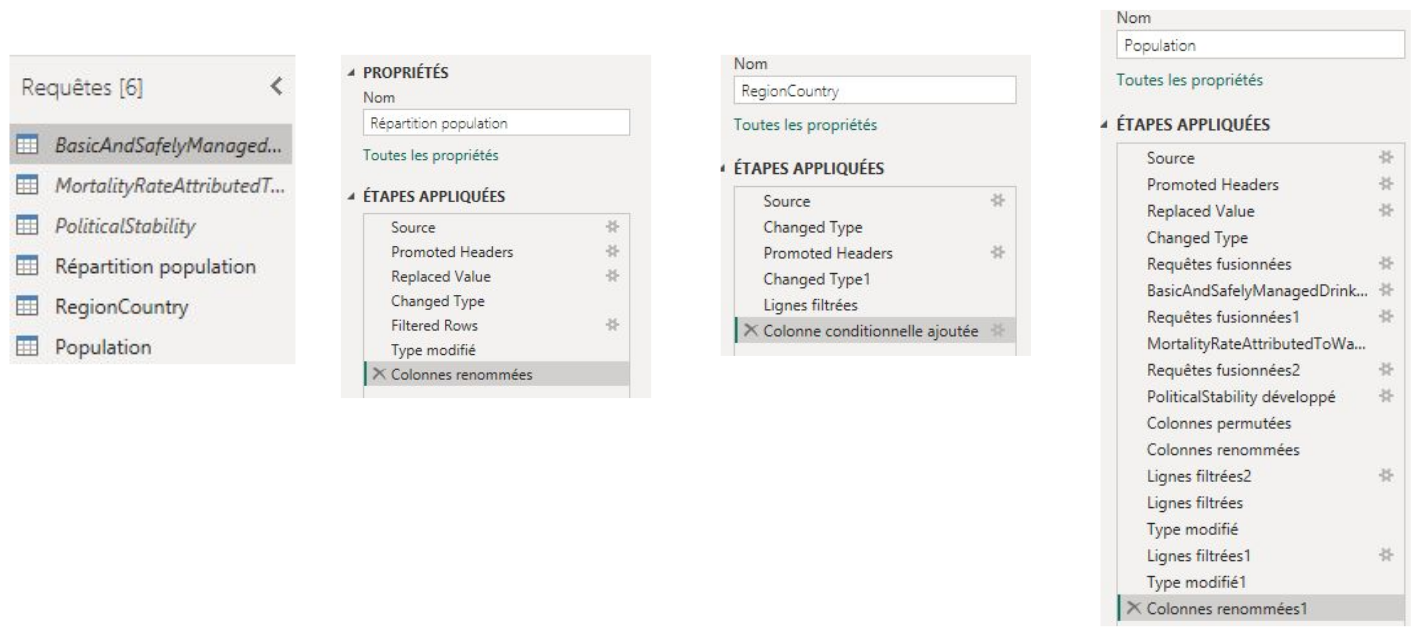 Requêtes [6]
BasicAndSafelyManaged...
MortalityRateAttributedT...
PoliticalStability
Répartition population
RegionCountry
Population
PROPRIÉTÉS
Nom
Répartition population
Toutes les propriétés
ÉTAPES APPLIQUÉES
Source
Promoted Headers
Replaced Value
Changed Type
Filtered Rows
Type modifié
Colonnes renommées
Nom
RegionCountry
Toutes les propriétés
ÉTAPES APPLIQUÉES
Source
Changed Type
Promoted Headers
Changed Type1
Lignes filtrées
Colonne conditionnelle ajoutée
Nom
Population
Toutes les propriétés
ÉTAPES APPLIQUÉES
Source
Promoted Headers
Replaced Value
Changed Type
Requêtes fusionnées
BasicAndSafelyManagedDrink...
Requêtes fusionnées1
MortalityRateAttributedToWa...
Requêtes fusionnées2
PoliticalStability développé
Colonnes permutées
Colonnes renommées
Lignes filtrées2
Lignes filtrées
Type modifié
Lignes filtrées1
Type modifié1
Colonnes renommées1